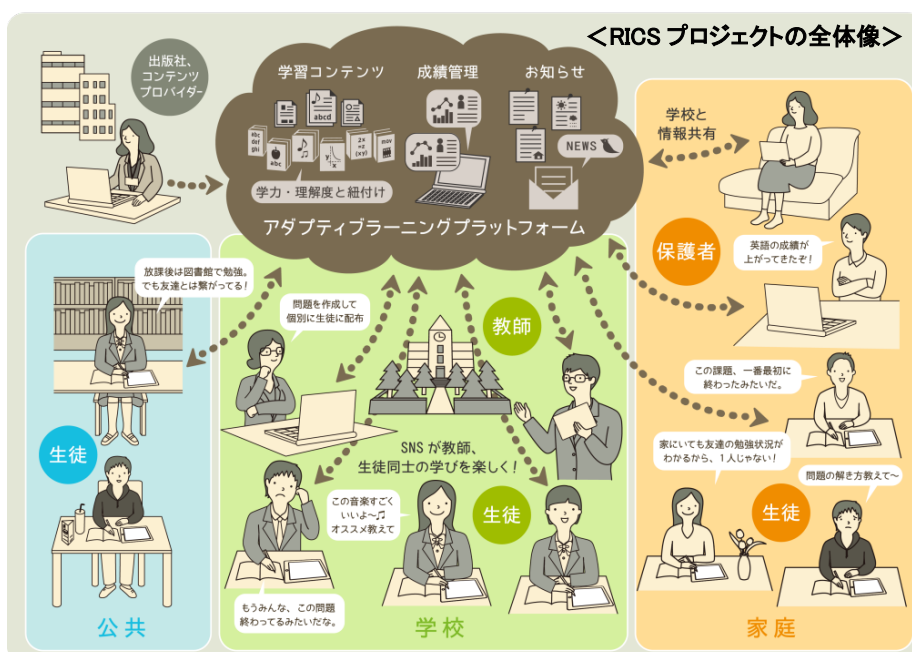 ＜RICS プロジェクトの全体像＞
出版社、
コンテンツ
プロバイダー
学習コンテンツ
成績管理
お知らせ
abcd
abc
def
ghi
abc
y
x
2x
=z
(xy)
nov
NEWS
学力・理解度と紐付け
アダプティブラーニングプラットフォーム
学校と
情報共有
保護者
英語の成績が
上がってきたぞ！
放課後は図書館で勉強。
でも友達とは繋がってる！
問題を作成して
個別に生徒に配布
教師
この課題、一番最初に
終わったみたいだ。
SNS が教師、
生徒同士の学びを楽しく！
家にいても友達の勉強状況が
わかるから、1人じゃない！
問題の解き方教えて〜
生徒
この音楽すごく
いいよ〜♫
オススメ教えて
生徒
生徒
もうみんな、この問題
終わってるみたいだな。
公共
学校
家庭